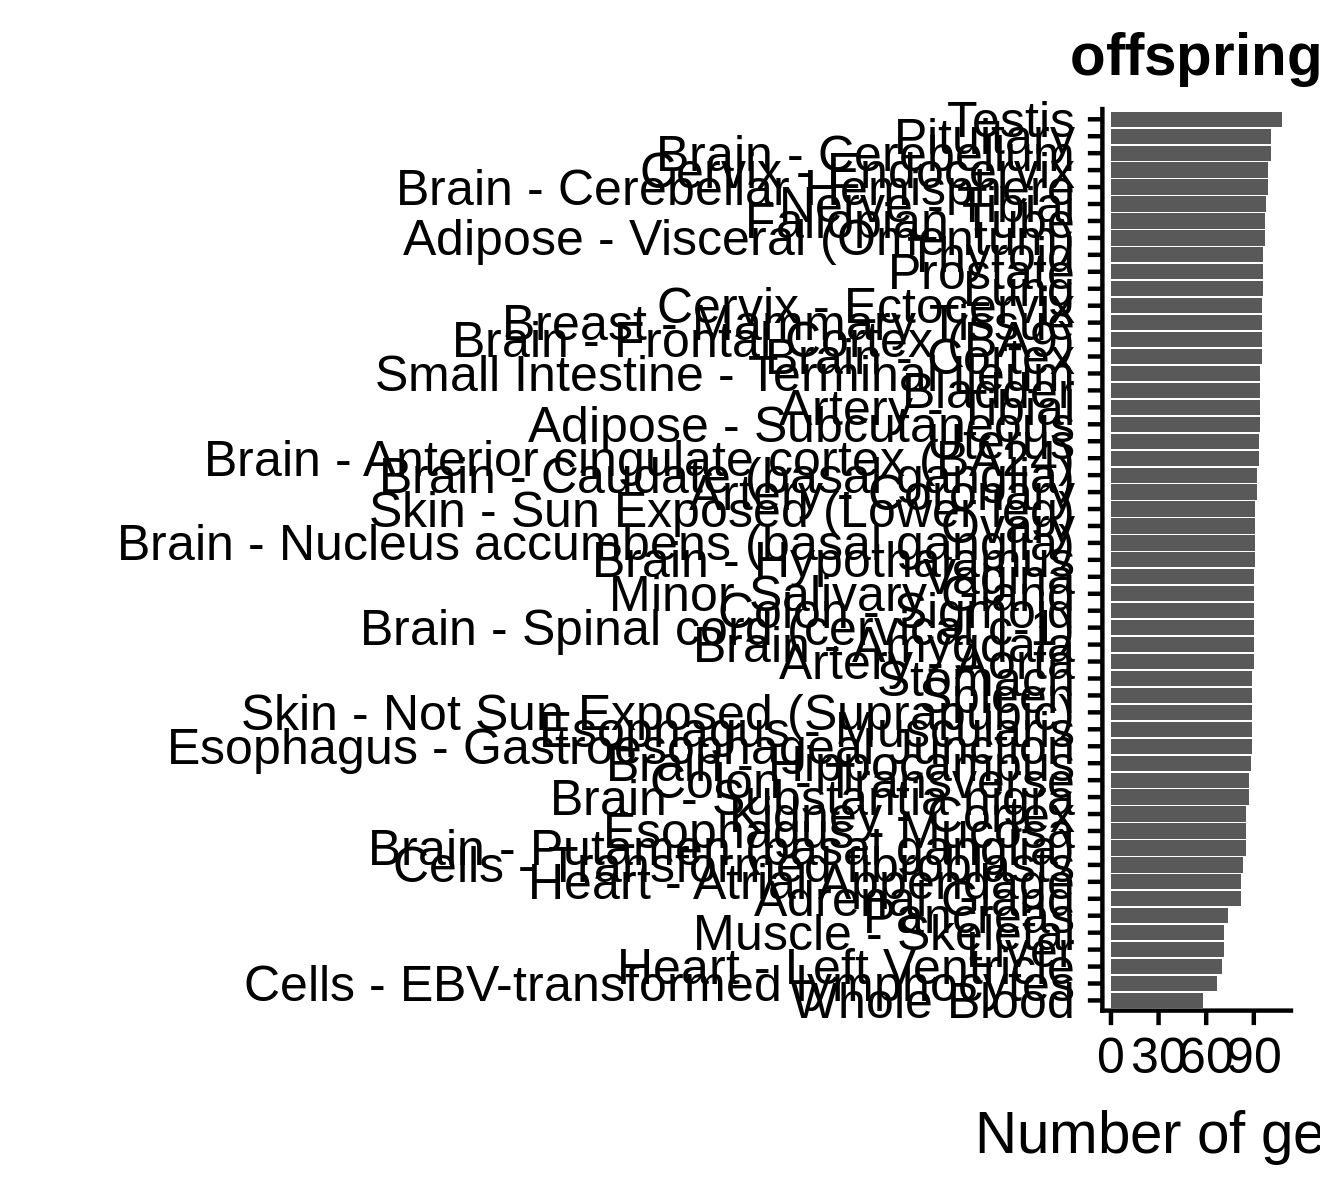 offspring
Testis
Pituitary
Brain - Cerebellum
Cervix - Endocervix
Brain - Cerebellar Hemisphere
Nerve - Tibial
Fallopian Tube
Adipose - Visceral (Omentum)
Thyroid
Prostate
Lung
Cervix - Ectocervix
Breast - Mammary Tissue
Brain - Frontal Cortex (BA9)
Brain - Cortex
Small Intestine - Terminal Ileum
Bladder
Artery - Tibial
Adipose - Subcutaneous
Uterus
Brain - Anterior cingulate cortex (BA24)
Brain - Caudate (basal ganglia)
Artery - Coronary
Skin - Sun Exposed (Lower leg)
Ovary
Brain - Nucleus accumbens (basal ganglia)
Brain - Hypothalamus
Vagina
Minor Salivary Gland
Colon - Sigmoid
Brain - Spinal cord (cervical c-1)
Brain - Amygdala
Artery - Aorta
Stomach
Spleen
Skin - Not Sun Exposed (Suprapubic)
Esophagus - Muscularis
Esophagus - Gastroesophageal Junction
Brain - Hippocampus
Colon - Transverse
Brain - Substantia nigra
Kidney - Cortex
Esophagus - Mucosa
Brain - Putamen (basal ganglia)
Cells - Transformed fibroblasts
Heart - Atrial Appendage
Adrenal Gland
Pancreas
Muscle - Skeletal
Liver
Heart - Left Ventricle
Cells - EBV-transformed lymphocytes
Whole Blood
0 30 60 90
Number of ge